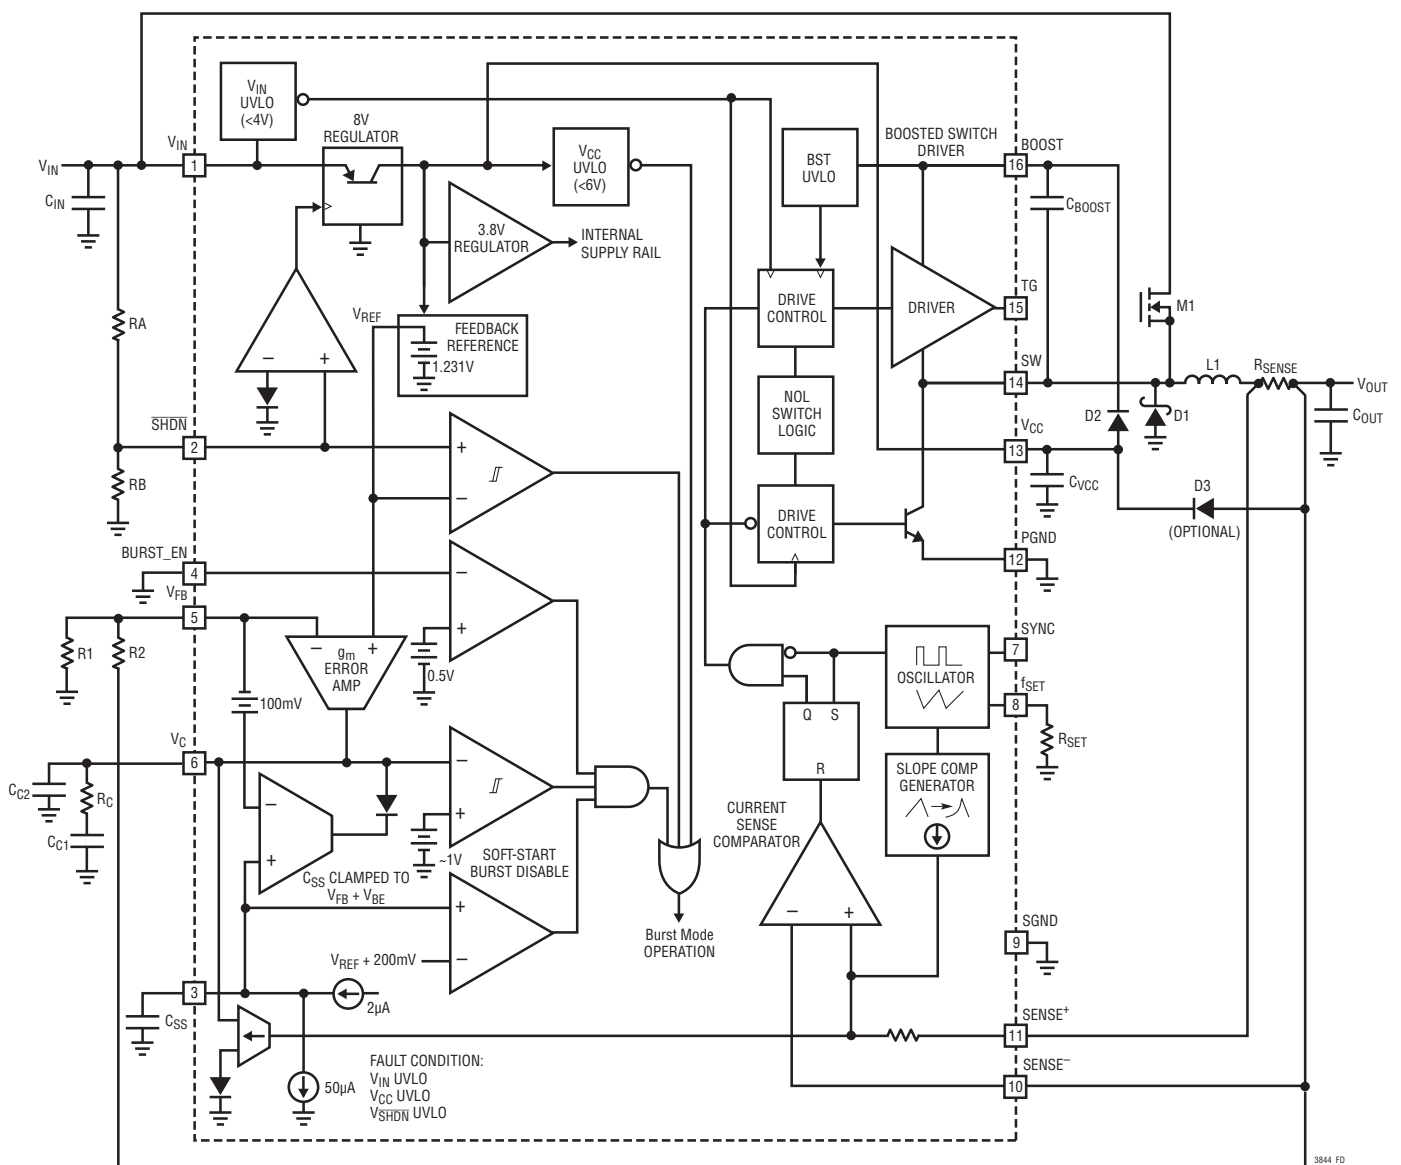 VIN
UVLO
(<4V)
8V
REGULATOR
VIN
VIN
1
CIN
VCC
UVLO
(<6V)
3.8V
REGULATOR
INTERNAL
SUPPLY RAIL
BST
UVLO
BOOSTED SWITCH
DRIVER
BOOST
16
CBOOST
DRIVE
CONTROL
DRIVER
TG
15
M1
RA
VREF
FEEDBACK
REFERENCE
1.231V
–
+
SW
14
L1
RSENSE
VOUT
COUT
NOL
SWITCH
LOGIC
D2
D1
SHDN
2
+
–
VCC
13
CVCC
RB
DRIVE
CONTROL
D3
(OPTIONAL)
BURST_EN
4
–
+
0.5V
PGND
12
VFB
5
R1
R2
–
+
gm
ERROR
AMP
100mV
SYNC
7
OSCILLATOR
fSET
8
RSET
Q
S
R
VC
6
CC2
RC
CC1
–
+
–
+
~1V
SLOPE COMP
GENERATOR
CURRENT
SENSE
COMPARATOR
–
+
CSS CLAMPED TO
VFB + VBE
SOFT-START
BURST DISABLE
+
–
VREF + 200mV
Burst Mode
OPERATION
SGND
9
3
CSS
2µA
50µA
FAULT CONDITION:
VIN UVLO
VCC UVLO
VSHDN UVLO
SENSE+
11
SENSE–
10
3844 FD